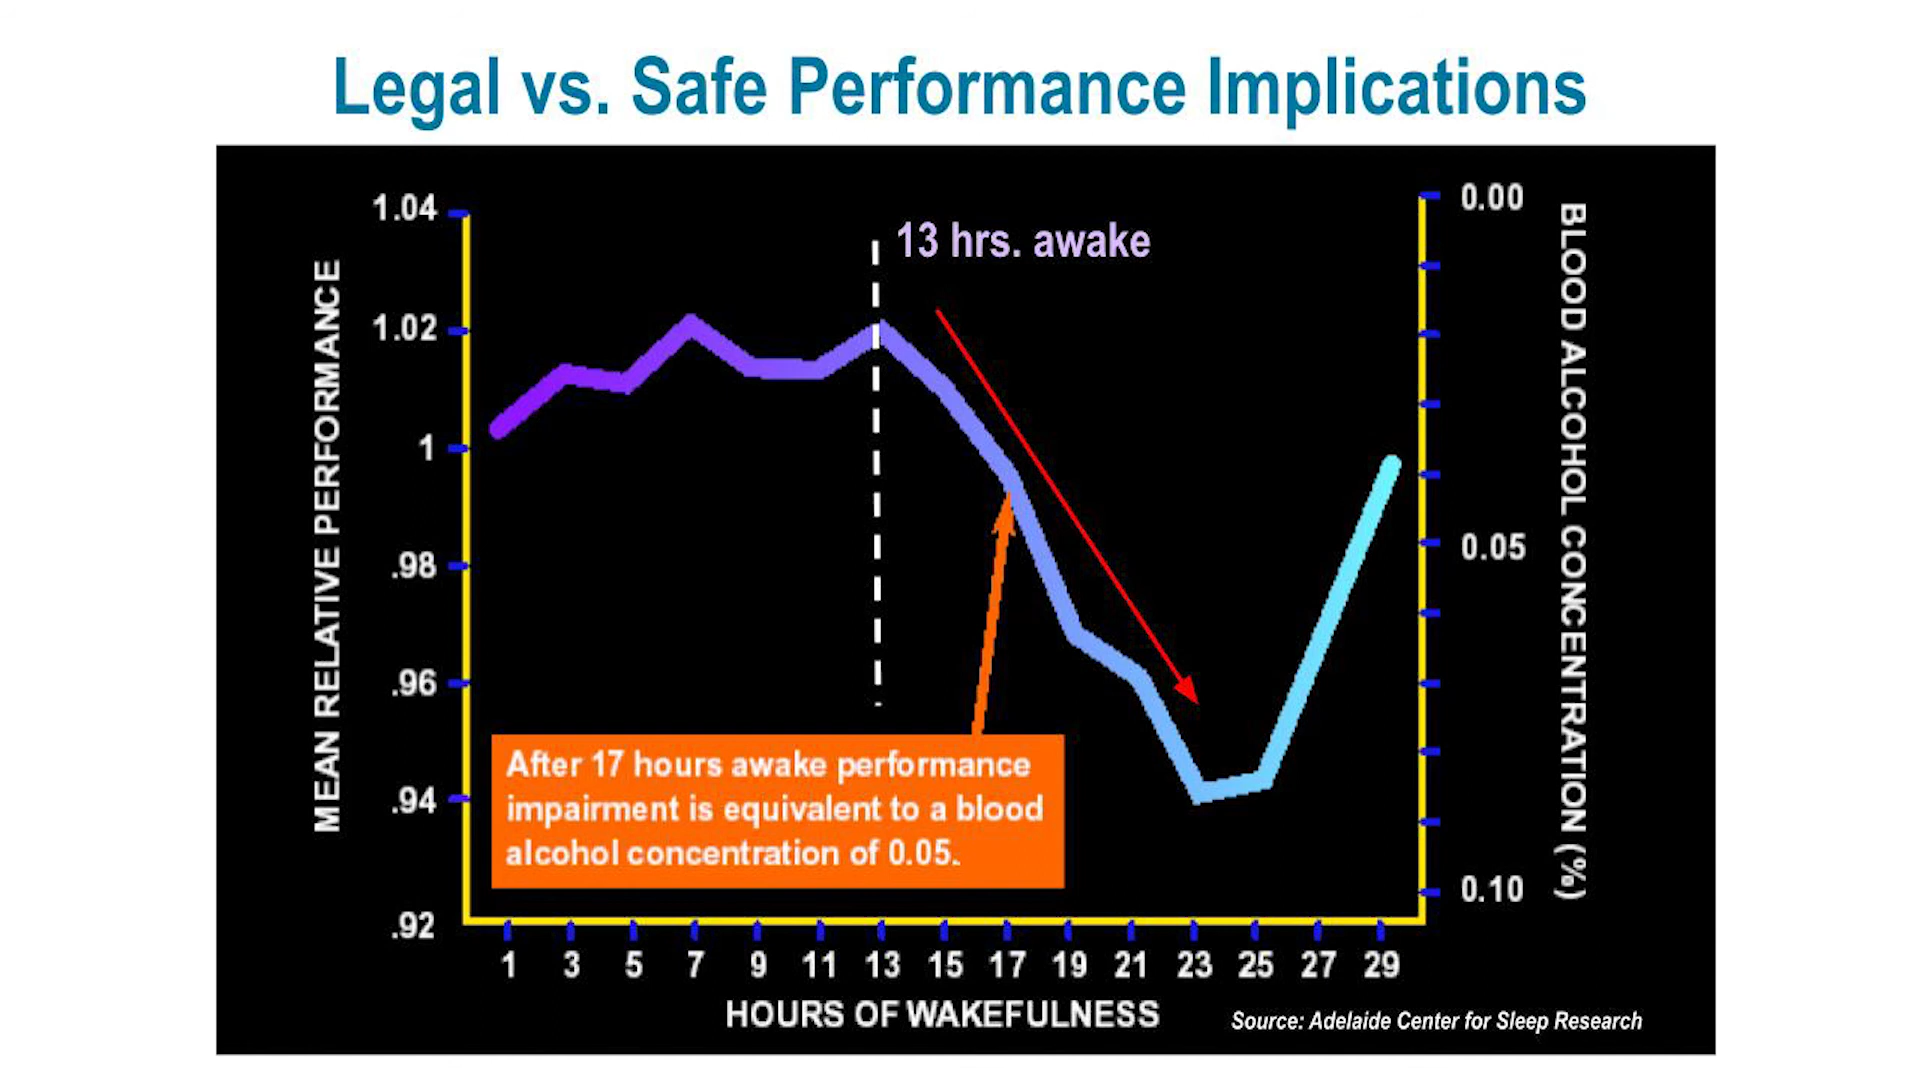 Legal vs. Safe Performance Implications
MEAN RELATIVE PERFORMANCE
1.04
1.02
1
.98
.96
.94
.92
13 hrs. awake
After 17 hours awake performance
impairment is equivalent to a blood
alcohol concentration of 0.05.
0.00
0.05
0.10
BLOOD ALCOHOL CONCENTRATION (%)
1 3 5 7 9 11 13 15 17 19 21 23 25 27 29
HOURS OF WAKEFULNESS
Source: Adelaide Center for Sleep Research